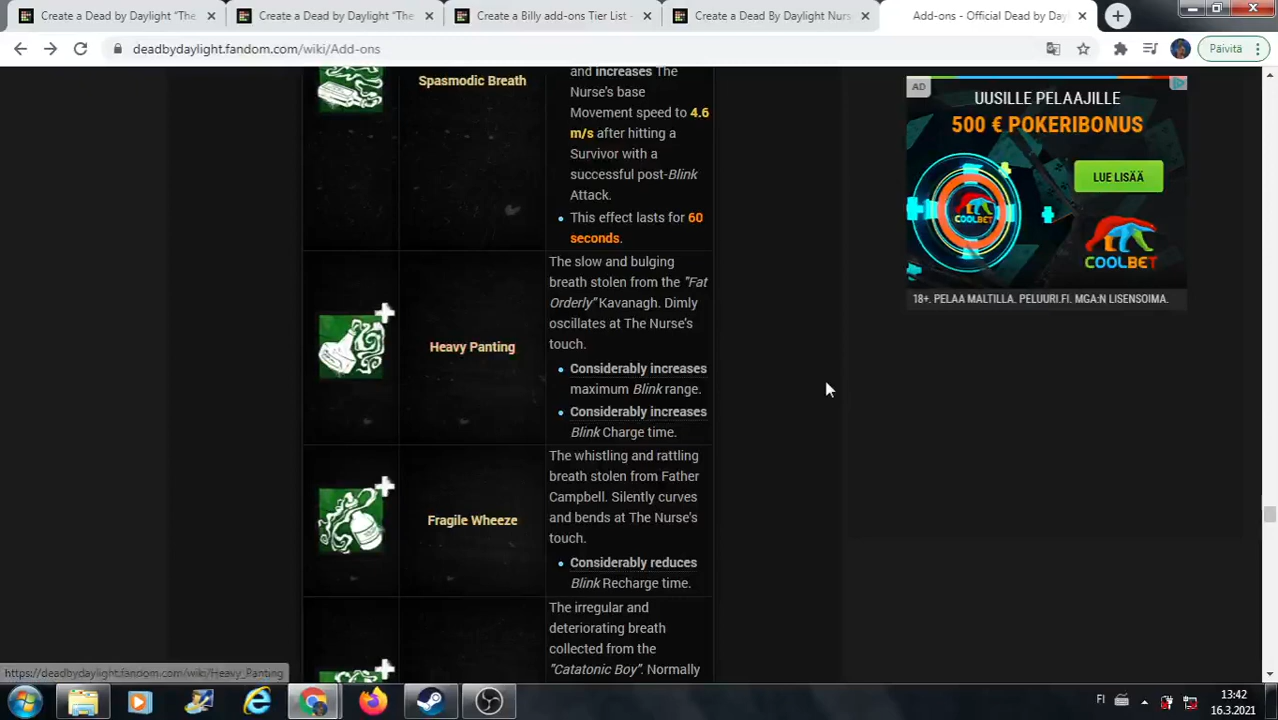 Create a Dead by Daylight "The
Create a Dead by Daylight "The
Create a Billy add-ons Tier List -
Create a Dead By Daylight Nurs
Add-ons - Official Dead by Day
deadbydaylight.fandom.com/wiki/Add-ons
Päivitä
Spasmodic Breath
and increases The
Nurse's base
Movement speed to 4.6
m/s after hitting a
Survivor with a
successful post-Blink
Attack.
This effect lasts for 60
seconds.
Heavy Panting
The slow and bulging
breath stolen from the "Fat
Orderly" Kavanagh. Dimly
oscillates at The Nurse's
touch.
Considerably increases
maximum Blink range.
Considerably increases
Blink Charge time.
Fragile Wheeze
The whistling and rattling
breath stolen from Father
Campbell. Silently curves
and bends at The Nurse's
touch.
Considerably reduces
Blink Recharge time.
The irregular and
deteriorating breath
collected from the
"Catatonic Boy". Normally
AD
UUSILLE PELAAJILLE
500 € POKERIBONUS
LUE LISÄÄ
COOLBET
COOLBET
18+. PELAA MALTILLA. PELUURI.FI. MGA:N LISENSOIMA.
https://deadbydaylight.fandom.com/wiki/Heavy_Panting
FI
13:42
16.3.2021